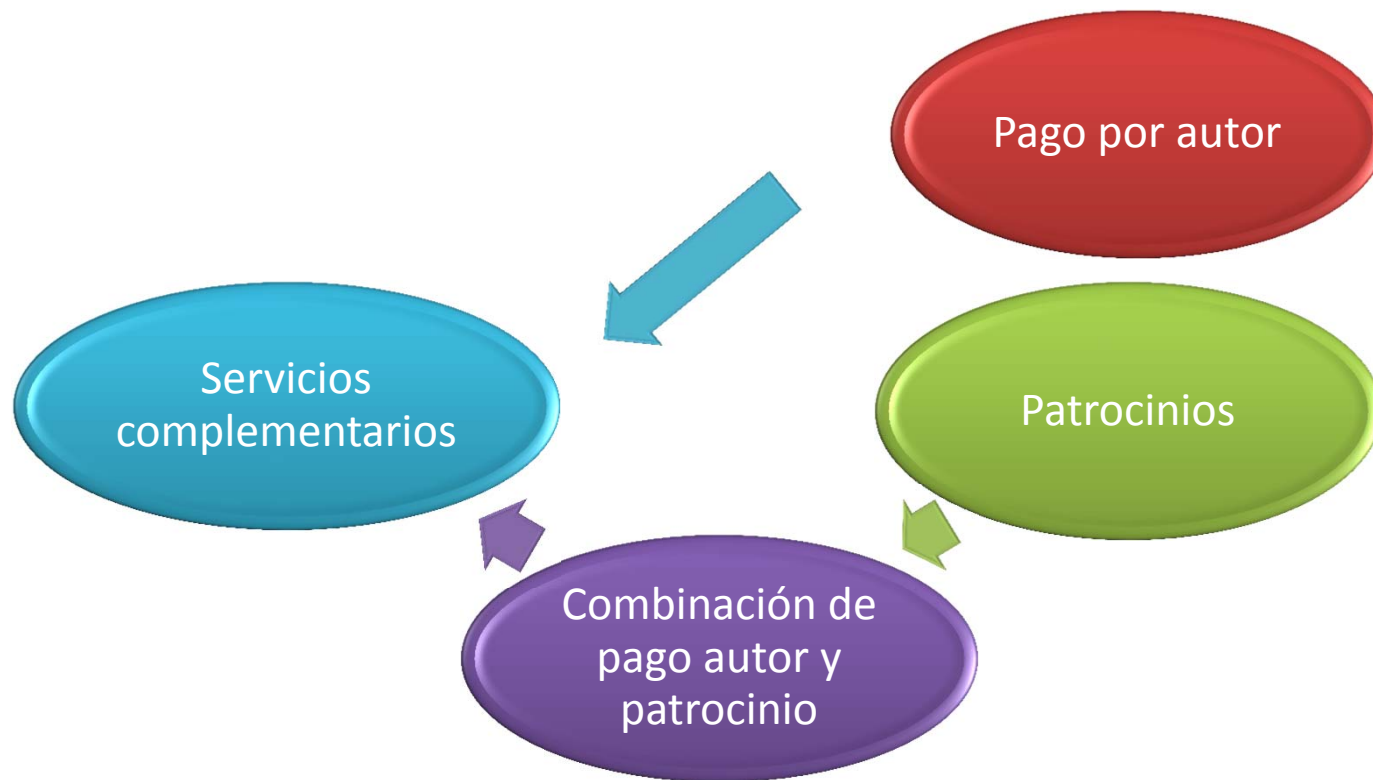 Pago por autor
Servicios
complementarios
Patrocinios
Combinación de
pago autor y
patrocinio